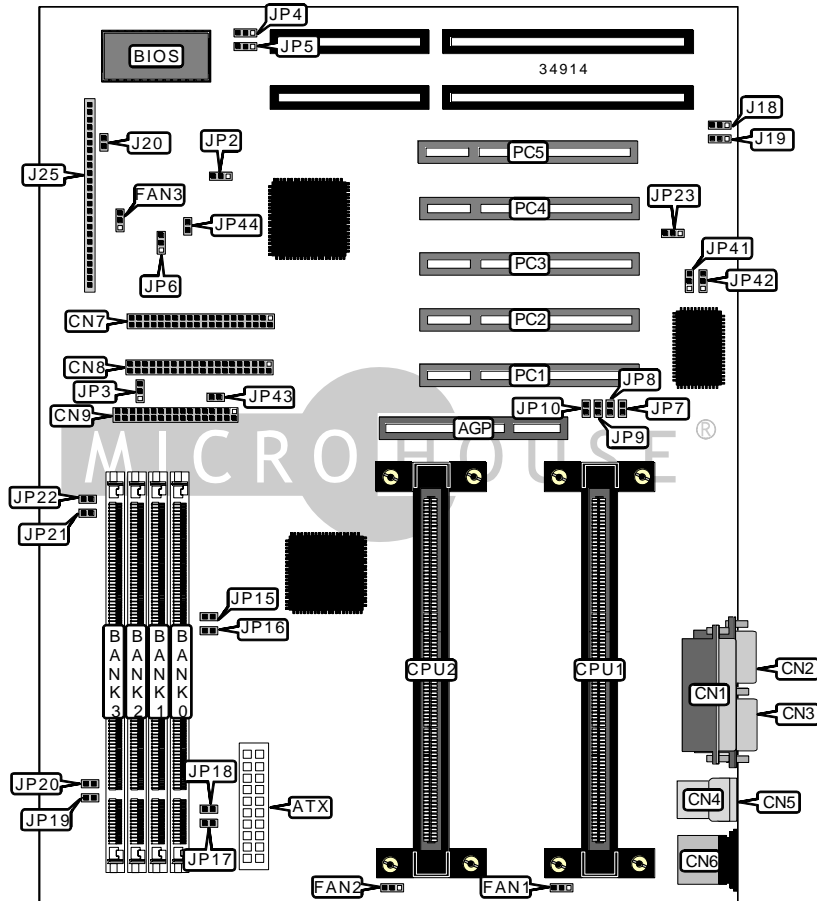 JP4
JP5
BIOS
34914
J18
J19
J20
JP2
PC5
J25
FAN3
JP44
PC4
JP23
JP6
PC3
JP41
JP42
CN7
PC2
CN8
PC1
JP8
JP3
JP43
JP10
JP7
CN9
AGP
JP9
MICROHOUSE®
JP22
JP21
JP15
JP16
BANK3
BANK2
BANK1
BANK0
CPU2
CPU1
CN1
CN2
CN3
JP20
JP19
JP18
JP17
ATX
CN4
CN5
CN6
FAN2
FAN1